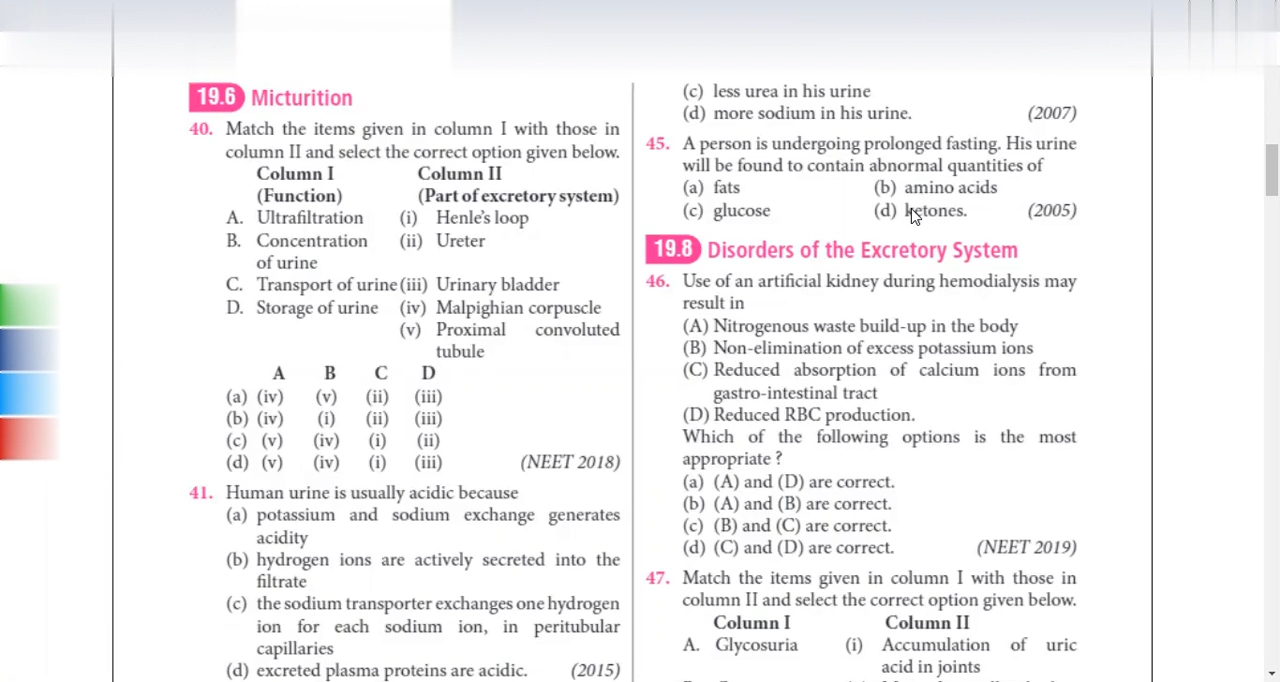 19.6 Micturition
40. Match the items given in column I with those in
column II and select the correct option given below.
Column I Column II
(Function) (Part of excretory system)
A. Ultrafiltration (i) Henle's loop
B. Concentration (ii) Ureter
of urine
C. Transport of urine (iii) Urinary bladder
D. Storage of urine (iv) Malpighian corpuscle
(v) Proximal convoluted
tubule
A B C D
(a) (iv) (v) (ii) (iii)
(b) (iv) (i) (ii) (iii)
(c) (v) (iv) (i) (ii)
(d) (v) (iv) (i) (iii) (NEET 2018)
41. Human urine is usually acidic because
(a) potassium and sodium exchange generates
acidity
(b) hydrogen ions are actively secreted into the
filtrate
(c) the sodium transporter exchanges one hydrogen
ion for each sodium ion, in peritubular
capillaries
(d) excreted plasma proteins are acidic. (2015)
(c) less urea in his urine
(d) more sodium in his urine. (2007)
45. A person is undergoing prolonged fasting. His urine
will be found to contain abnormal quantities of
(a) fats (b) amino acids
(c) glucose (d) ketones. (2005)
19.8 Disorders of the Excretory System
46. Use of an artificial kidney during hemodialysis may
result in
(A) Nitrogenous waste build-up in the body
(B) Non-elimination of excess potassium ions
(C) Reduced absorption of calcium ions from
gastro-intestinal tract
(D) Reduced RBC production.
Which of the following options is the most
appropriate ?
(a) (A) and (D) are correct.
(b) (A) and (B) are correct.
(c) (B) and (C) are correct.
(d) (C) and (D) are correct. (NEET 2019)
47. Match the items given in column I with those in
column II and select the correct option given below.
Column I Column II
A. Glycosuria (i) Accumulation of uric
acid in joints